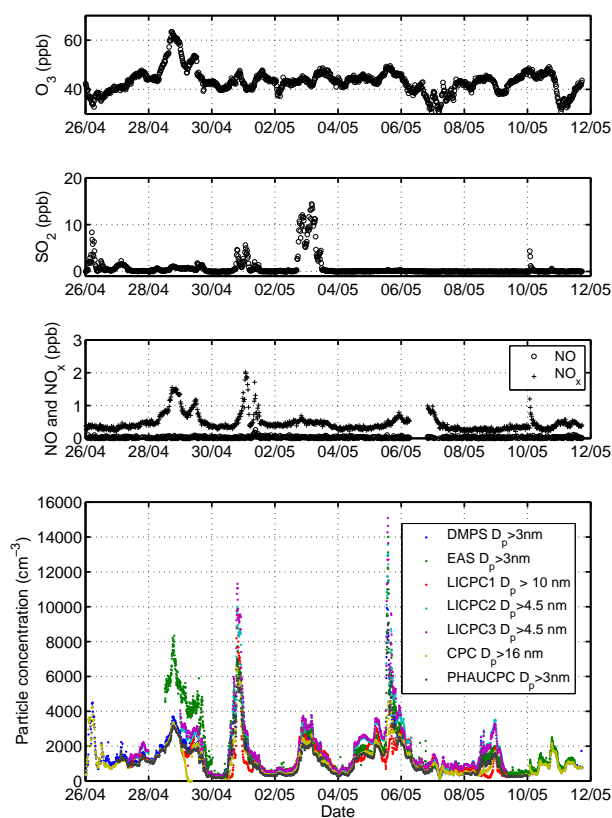 60
40
O3 (ppb)
26/04 28/04 30/04 02/05 04/05 06/05 08/05 10/05 12/05
20
10
0
SO2 (ppb)
26/04 28/04 30/04 02/05 04/05 06/05 08/05 10/05 12/05
3
2
1
0
NO and NOx (ppb)
NO
NOx
26/04 28/04 30/04 02/05 04/05 06/05 08/05 10/05 12/05
16000
14000
12000
10000
8000
6000
4000
2000
0
Particle concentration (cm−3)
DMPS Dp>3nm
EAS Dp>3nm
LICPC1 Dp > 10 nm
LICPC2 Dp>4.5 nm
LICPC3 Dp>4.5 nm
CPC Dp>16 nm
PHAUCPC Dp>3nm
26/04 28/04 30/04 02/05 04/05 06/05 08/05 10/05 12/05
Date